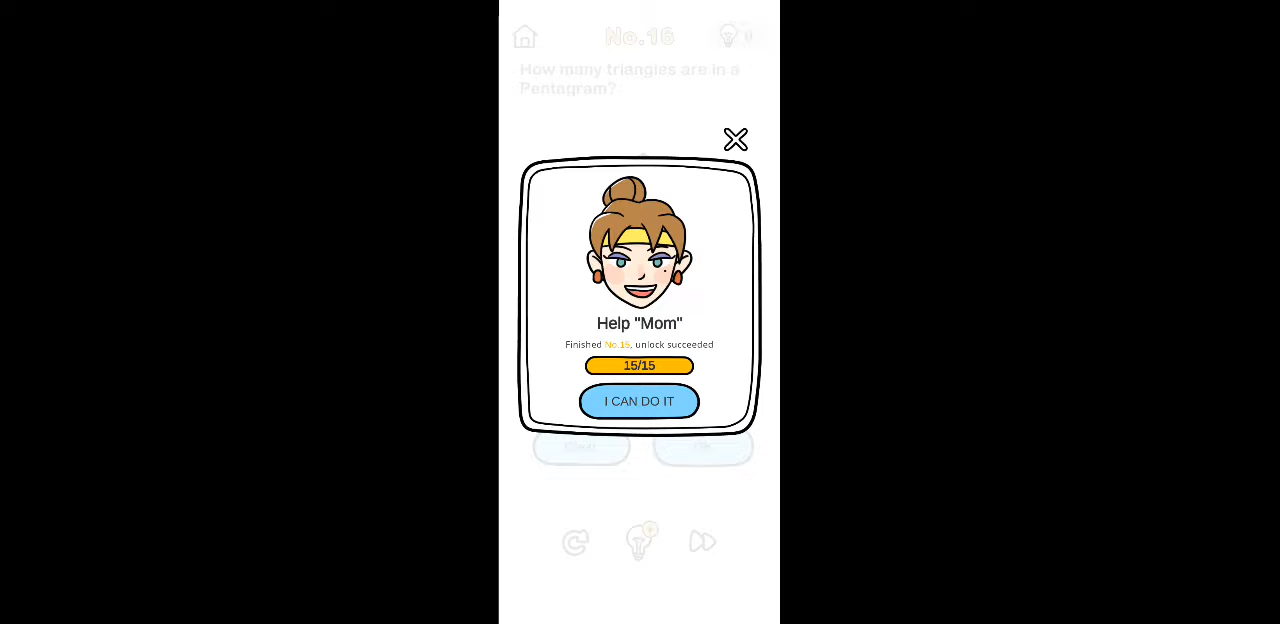 No.16
How many triangles are in a
Pentagram?
Help "Mom"
Finished No.15, unlock succeeded
15/15
I CAN DO IT